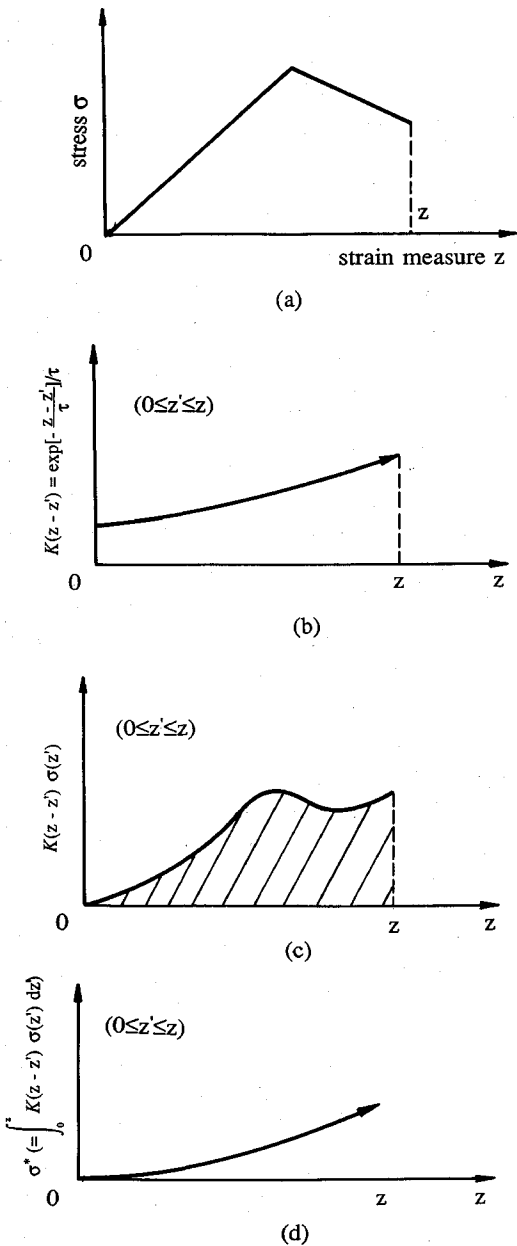 stress σ
z
0
strain measure z
(a)
K(z - z') = exp[- z - z' / τ]/τ
(0≤z'≤z)
0
z
z
(b)
K(z - z') σ(z')
(0≤z'≤z)
0
z
z
(c)
σ* (= ∫₀ᶻ K(z - z') σ(z') dz)
(0≤z'≤z)
0
z
z
(d)